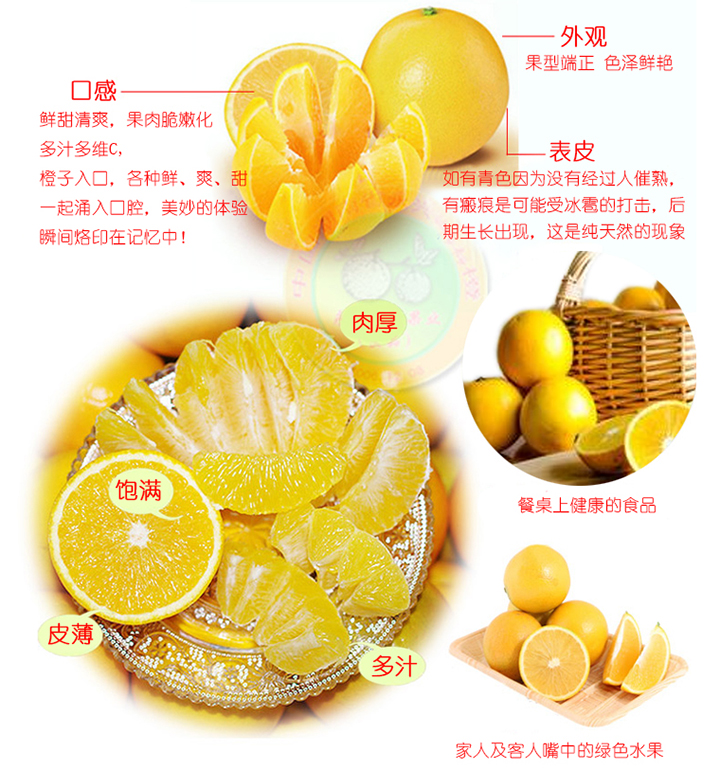 外观
果型端正 色泽鲜艳
口感
鲜甜清爽，果肉脆嫩化
多汁多维C，
橙子入口，各种鲜、爽、甜
一起涌入口腔，美妙的体验
瞬间烙印在记忆中！
表皮
如有青色因为没有经过人催熟，
有瘢痕是可能受冰雹的打击，后
期生长出现，这是纯天然的现象
肉厚
饱满
皮薄
多汁
餐桌上健康的食品
家人及客人嘴中的绿色水果